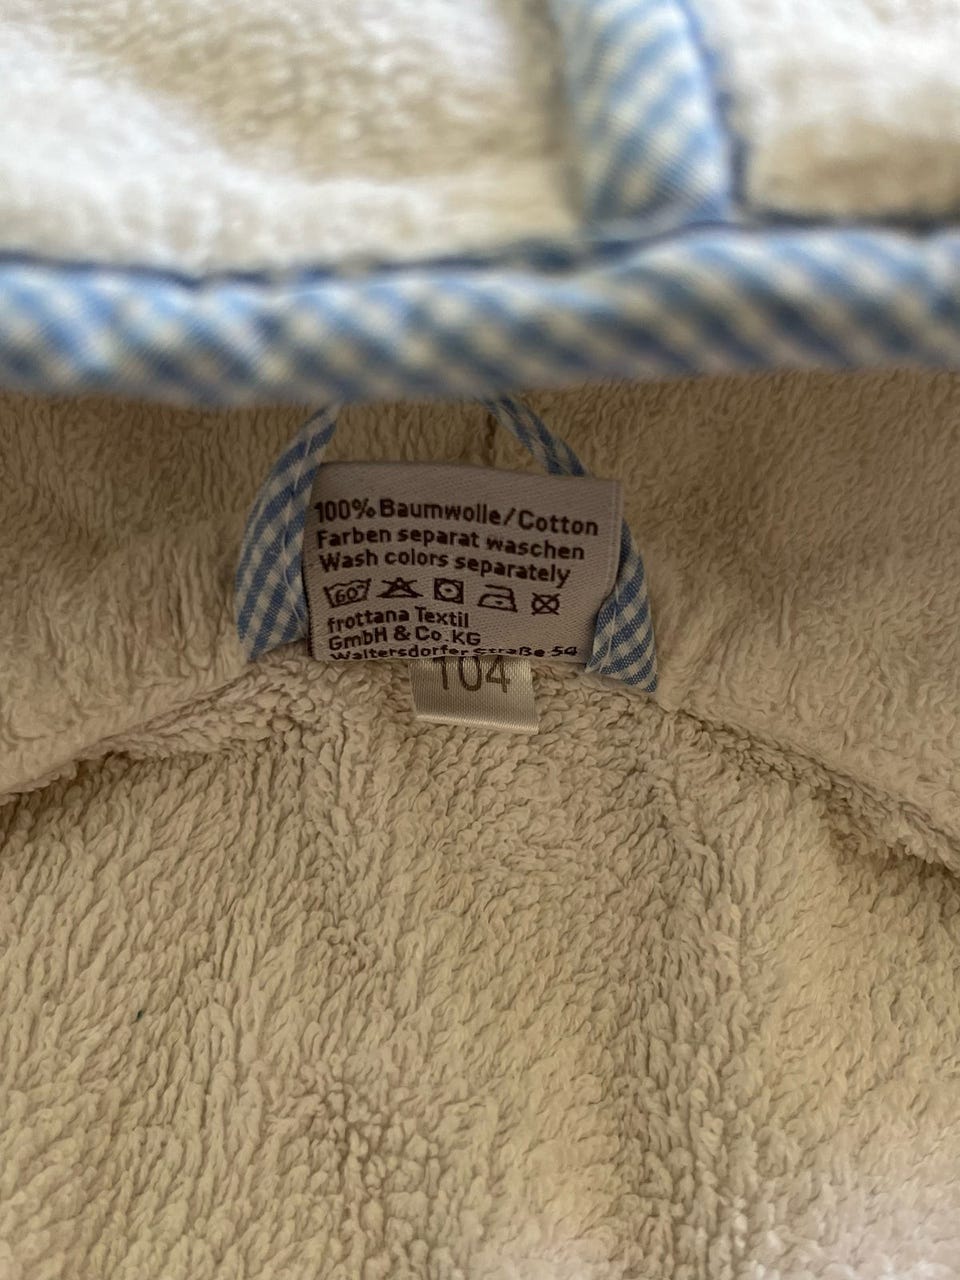 100% Baumwolle/Cotton
Farben separat waschen
Wash colors separately
60°
frottana Textil
GmbH & Co.KG
Waltersdorfer Straße 54
104